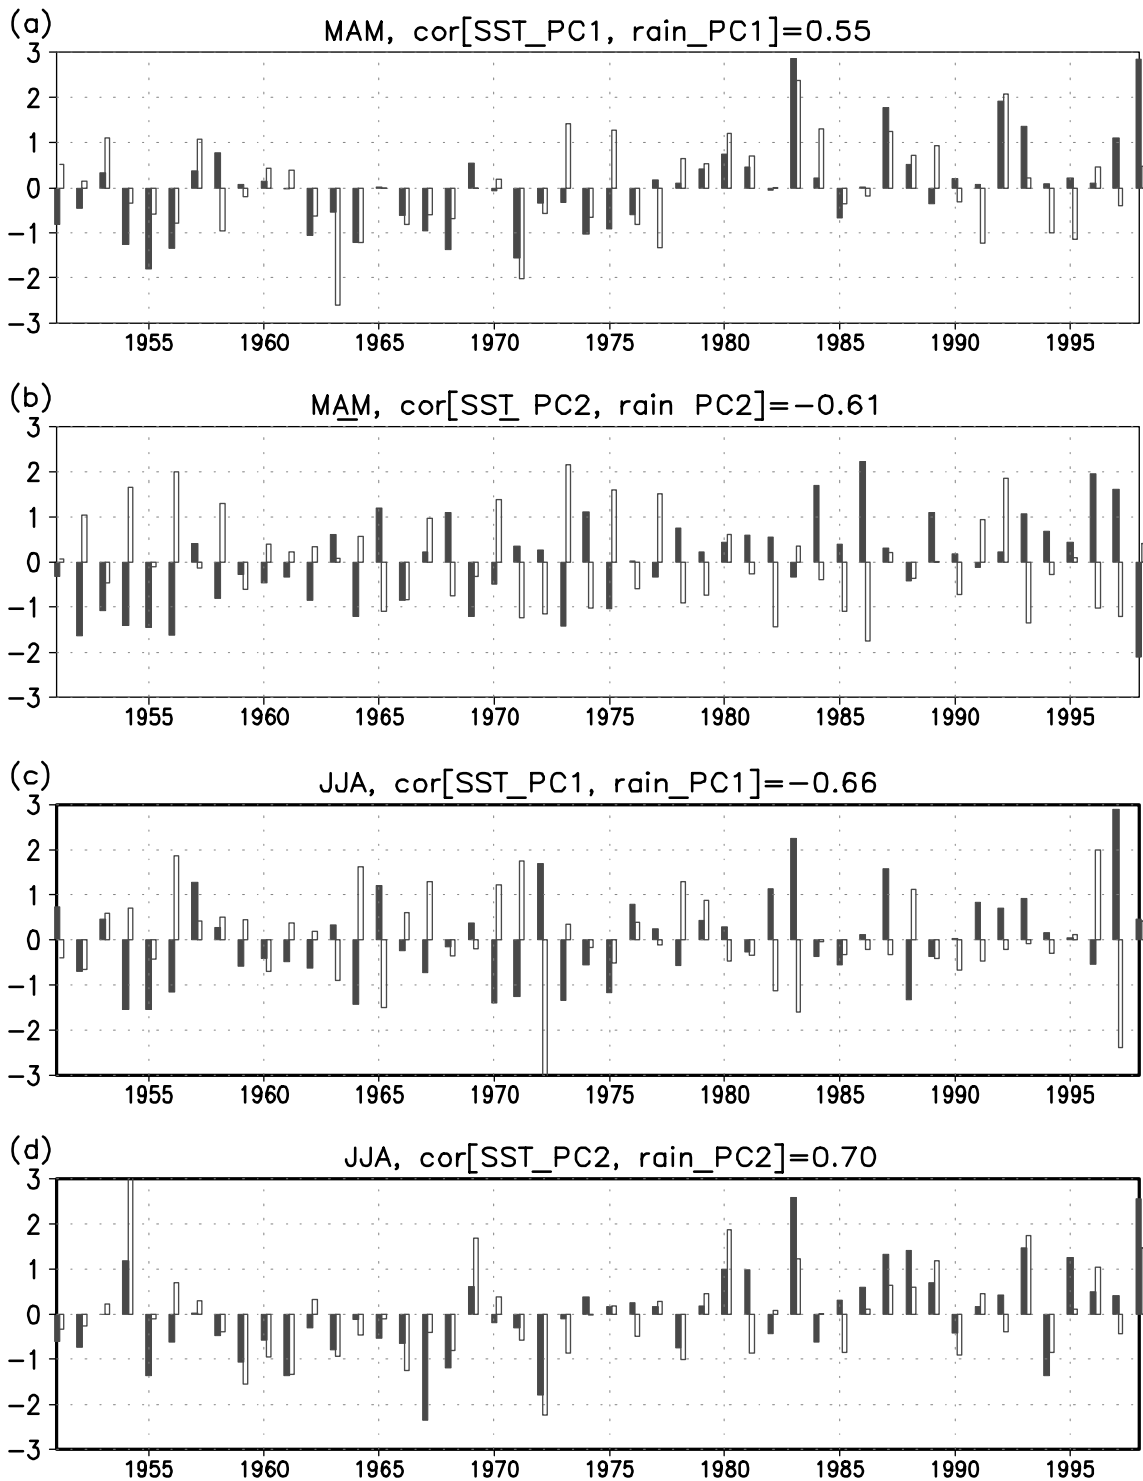 (a)
MAM, cor[SST_PC1, rain_PC1]=0.55
3
2
1
0
−1
−2
−3
1955 1960 1965 1970 1975 1980 1985 1990 1995
(b)
MAM, cor[SST PC2, rain PC2]=−0.61
3
2
1
0
−1
−2
−3
1955 1960 1965 1970 1975 1980 1985 1990 1995
(c)
JJA, cor[SST_PC1, rain_PC1]=−0.66
3
2
1
0
−1
−2
−3
1955 1960 1965 1970 1975 1980 1985 1990 1995
(d)
JJA, cor[SST_PC2, rain_PC2]=0.70
3
2
1
0
−1
−2
−3
1955 1960 1965 1970 1975 1980 1985 1990 1995